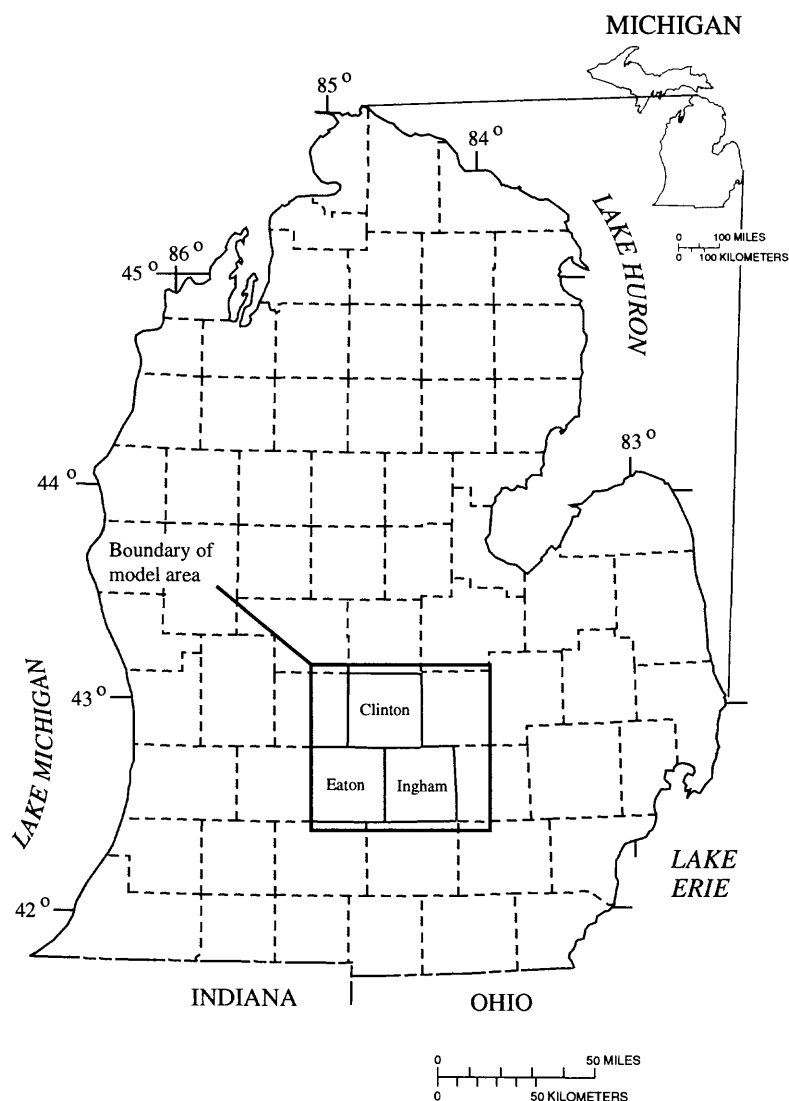 MICHIGAN
85°
84°
LAKE HURON
0 100 MILES
0 100 KILOMETERS
86°
45°
83°
44°
Boundary of
model area
LAKE MICHIGAN
43°
Clinton
Eaton
Ingham
LAKE
ERIE
42°
INDIANA
OHIO
0 50 MILES
0 50 KILOMETERS